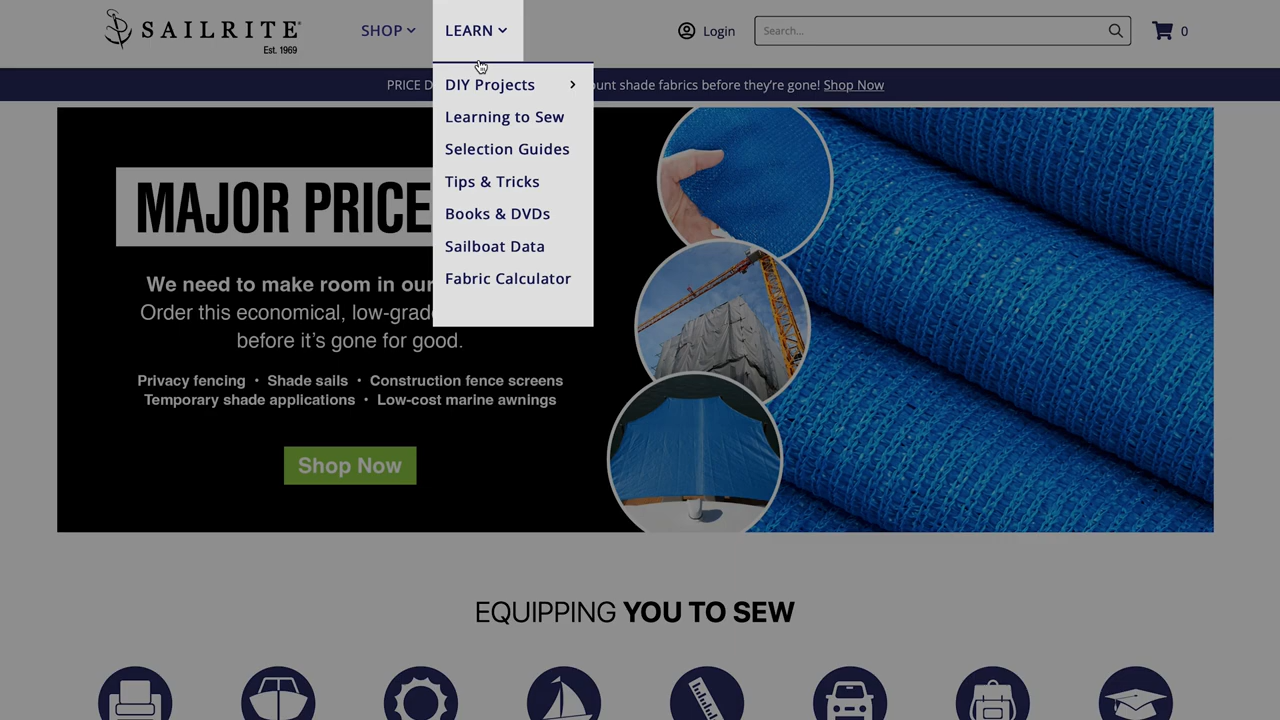 SAILRITE
Est. 1969
SHOP
LEARN
Login
Search...
0
PRICE D
unt shade fabrics before they're gone! Shop Now
DIY Projects
Learning to Sew
Selection Guides
Tips & Tricks
Books & DVDs
Sailboat Data
Fabric Calculator
MAJOR PRICE
We need to make room in our
Order this economical, low-grad
before it's gone for good.
Privacy fencing • Shade sails • Construction fence screens
Temporary shade applications • Low-cost marine awnings
Shop Now
EQUIPPING YOU TO SEW